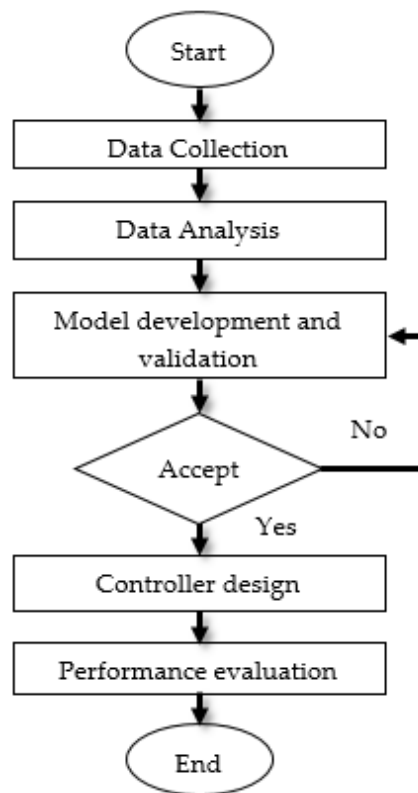 Start
Data Collection
Data Analysis
Model development and
validation
No
Accept
Yes
Controller design
Performance evaluation
End